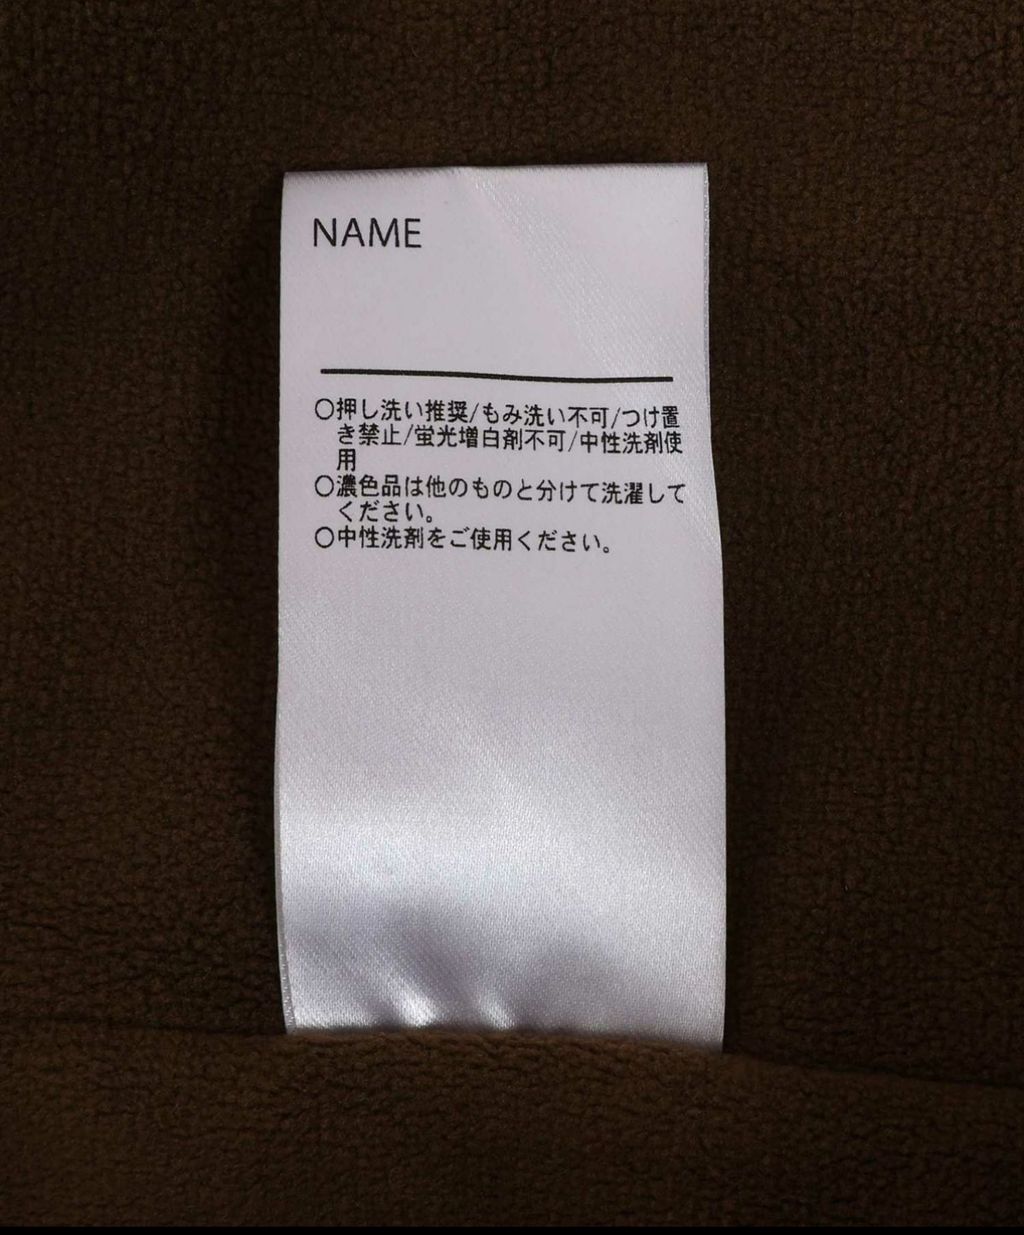 NAME
○押し洗い推奨/もみ洗い不可/つけ置
き禁止/蛍光増白剤不可/中性洗剤使
用
○濃色品は他のものと分けて洗濯して
ください。
○中性洗剤をご使用ください。